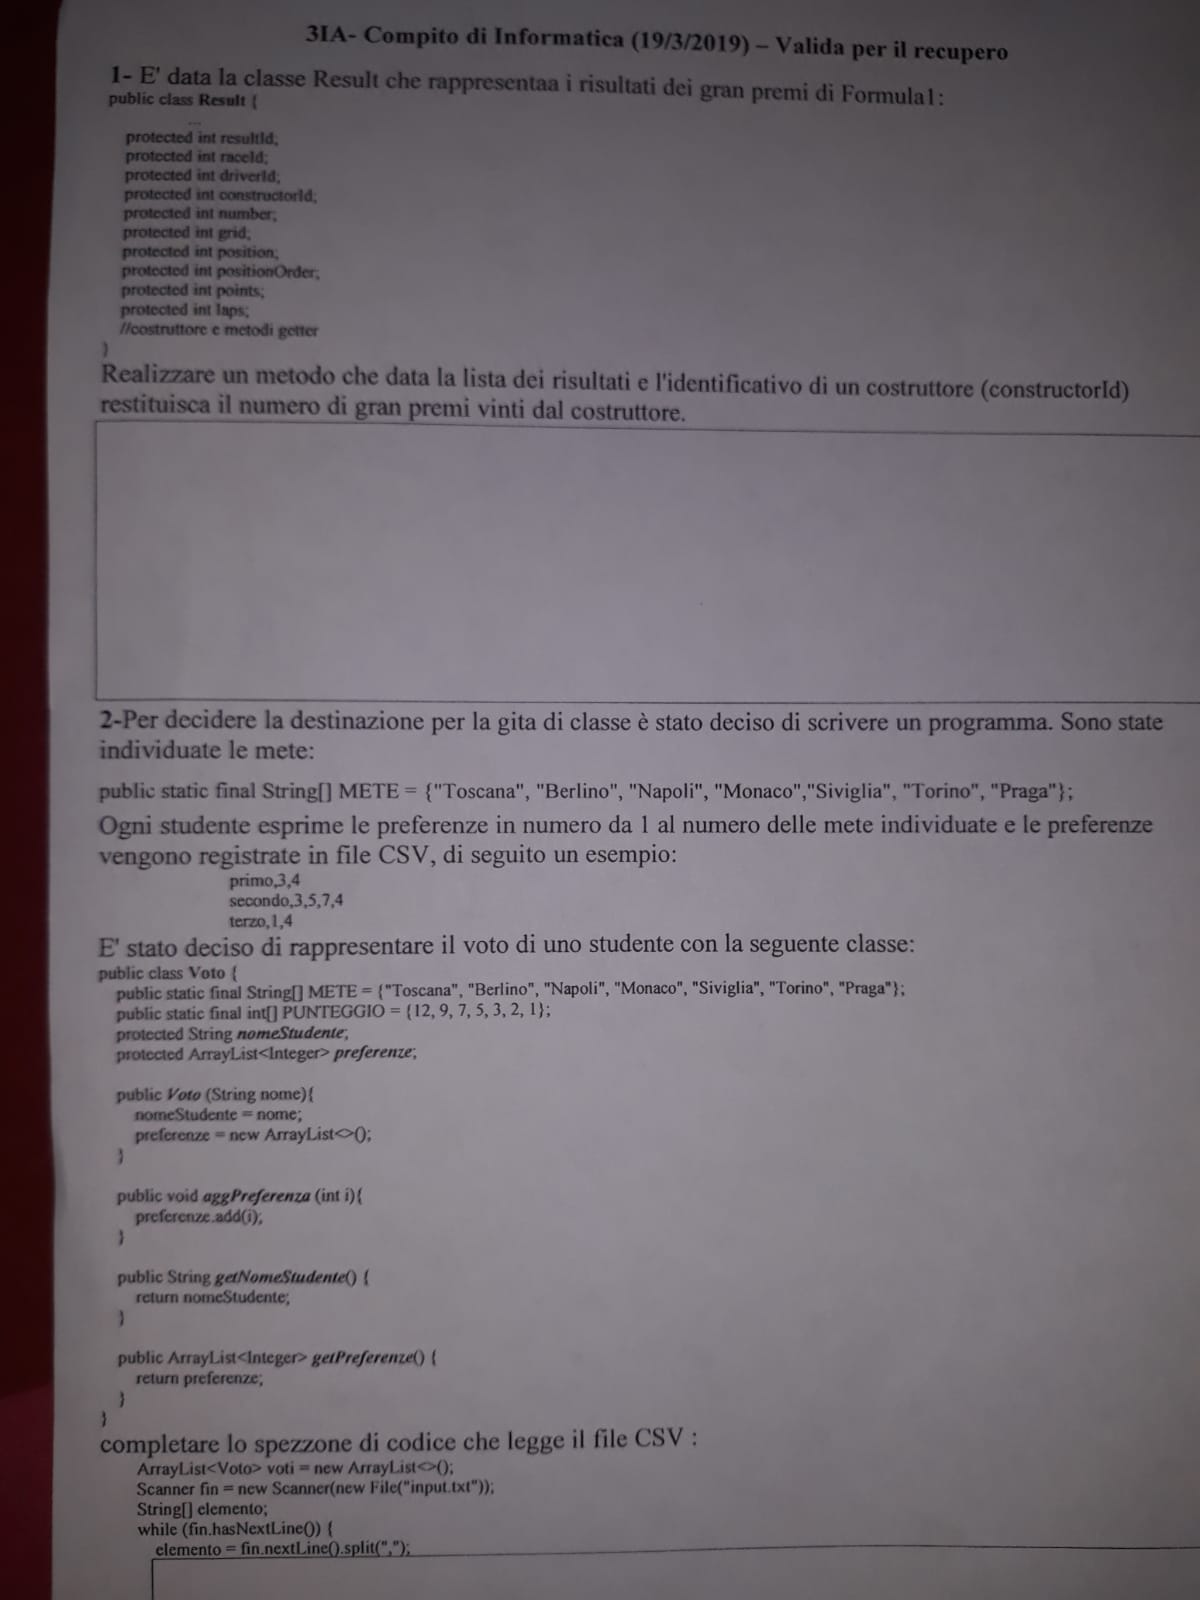 3IA- Compito di Informatica (19/3/2019) – Valida per il recupero
1- E' data la classe Result che rappresentaa i risultati dei gran premi di Formula1:
public class Result {
...
protected int resultId;
protected int raceId;
protected int driverId;
protected int constructorId;
protected int number;
protected int grid;
protected int position;
protected int positionOrder;
protected int points;
protected int laps;
//costruttore e metodi getter
}
Realizzare un metodo che data la lista dei risultati e l'identificativo di un costruttore (constructorId)
restituisca il numero di gran premi vinti dal costruttore.
2-Per decidere la destinazione per la gita di classe è stato deciso di scrivere un programma. Sono state
individuate le mete:
public static final String[] METE = {"Toscana", "Berlino", "Napoli", "Monaco","Siviglia", "Torino", "Praga"};
Ogni studente esprime le preferenze in numero da 1 al numero delle mete individuate e le preferenze
vengono registrate in file CSV, di seguito un esempio:
primo,3,4
secondo,3,5,7,4
terzo,1,4
E' stato deciso di rappresentare il voto di uno studente con la seguente classe:
public class Voto {
public static final String[] METE = {"Toscana", "Berlino", "Napoli", "Monaco", "Siviglia", "Torino", "Praga"};
public static final int[] PUNTEGGIO = {12, 9, 7, 5, 3, 2, 1};
protected String nomeStudente;
protected ArrayList<Integer> preferenze;
public Voto (String nome){
nomeStudente = nome;
preferenze = new ArrayList<>();
}
public void aggPreferenza (int i){
preferenze.add(i);
}
public String getNomeStudente() {
return nomeStudente;
}
public ArrayList<Integer> getPreferenze() {
return preferenze;
}
}
completare lo spezzone di codice che legge il file CSV :
ArrayList<Voto> voti = new ArrayList<>();
Scanner fin = new Scanner(new File("input.txt"));
String[] elemento;
while (fin.hasNextLine()) {
elemento = fin.nextLine().split(",");